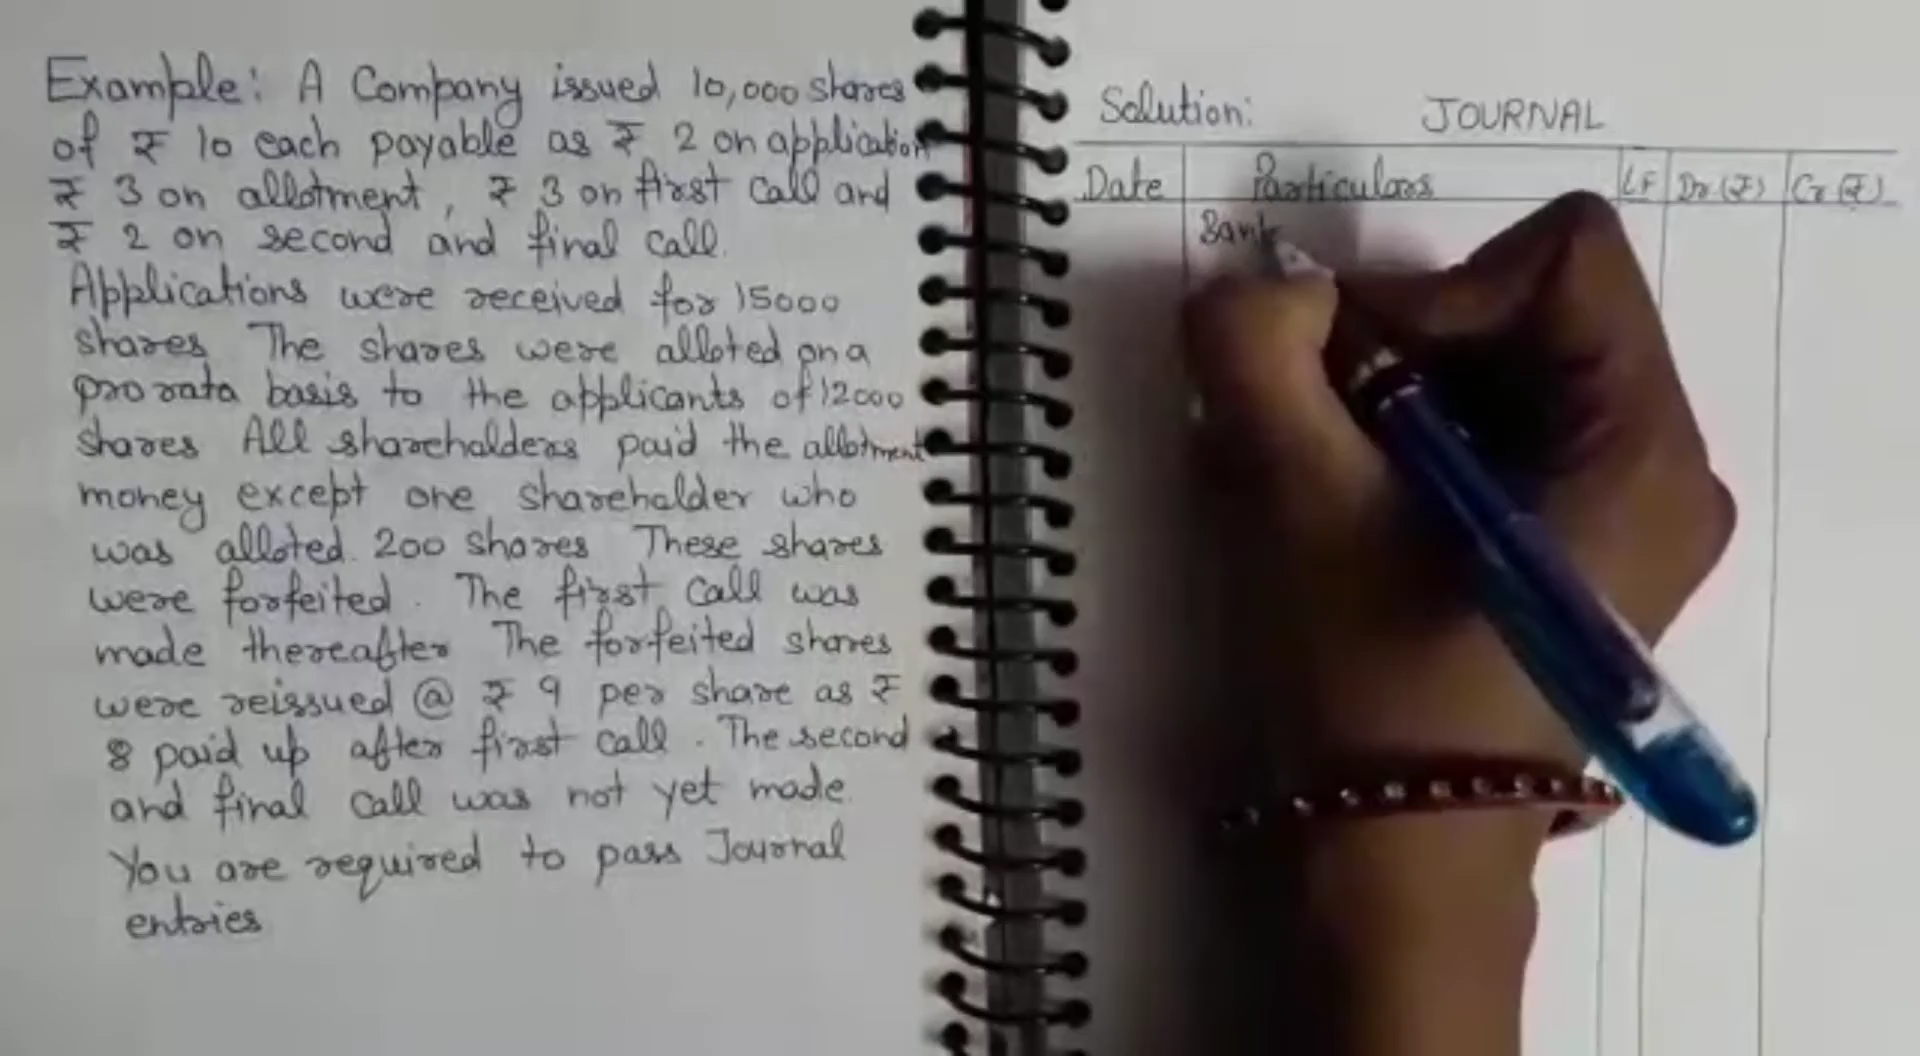 Example: A Company issued 10,000 shares
of ₹ 10 each payable as ₹ 2 on application
₹ 3 on allotment, ₹ 3 on first call and
₹ 2 on second and final call.
Applications were received for 15000
shares The shares were alloted on a
pro rata basis to the applicants of 12000
shares All shareholders paid the allotment
money except one shareholder who
was alloted 200 shares These shares
were forfeited. The first call was
made thereafter The forfeited shares
were reissued @ ₹ 9 per share as ₹
8 paid up after first call. The second
and final call was not yet made.
You are required to pass Journal
entries
Solution: JOURNAL
Date Particulars LF Dr.(₹) Cr.(₹)
Bank